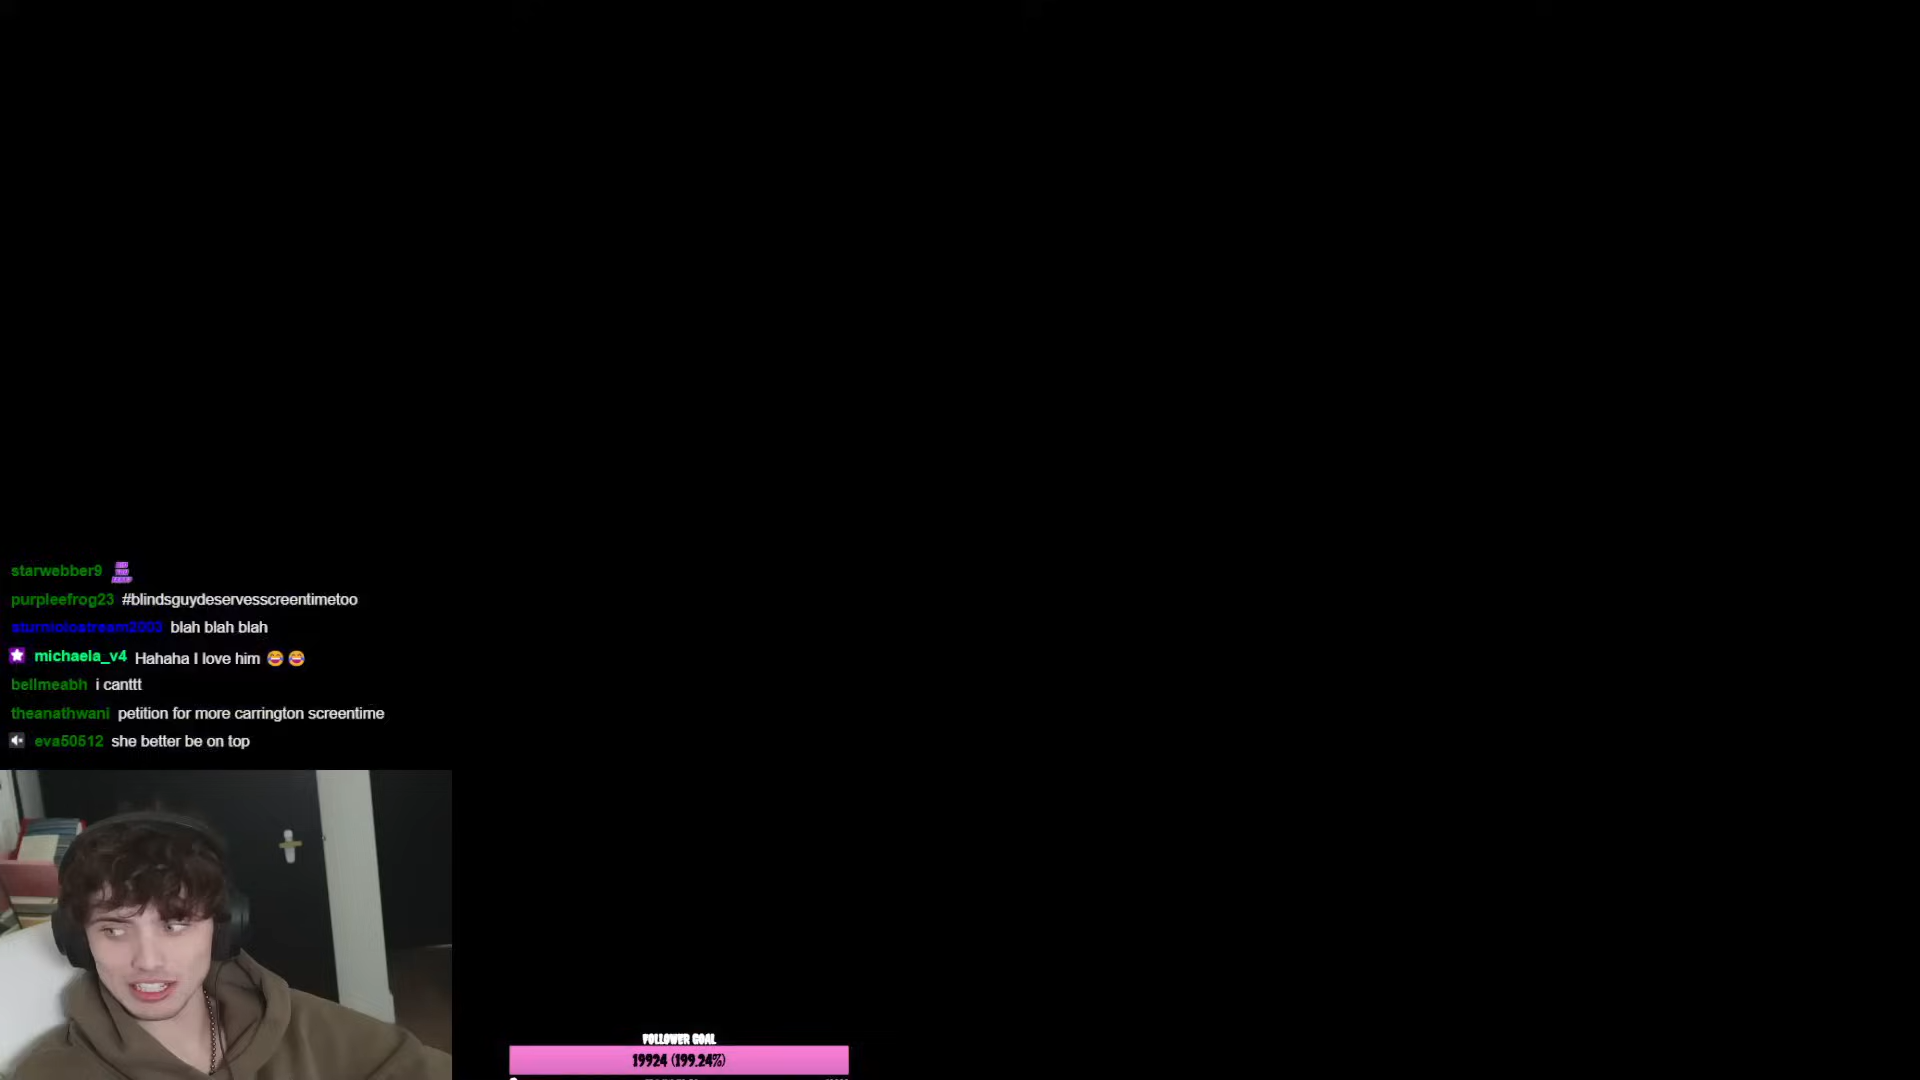 starwebber9
purpleefrog23 #blindsguydeservesscreentimetoo
sturniolostream2003 blah blah blah
michaela_v4 Hahaha I love him 😂 😂
bellmeabh i canttt
theanathwani petition for more carrington screentime
eva50512 she better be on top
FOLLOWER GOAL
19924 (199.24%)